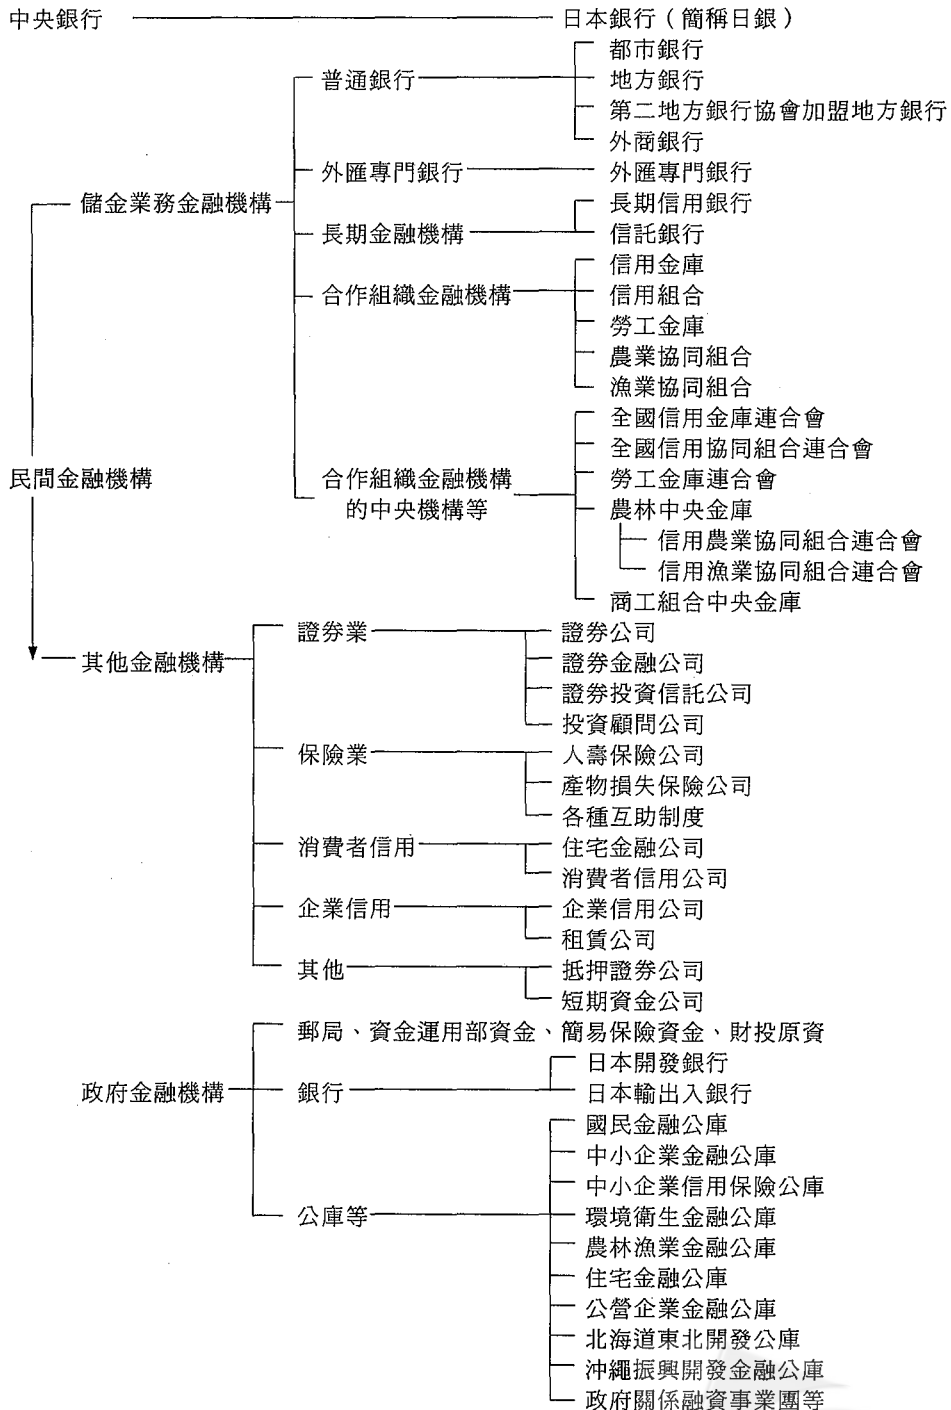 中央銀行 日本銀行（簡稱日銀）
都市銀行
普通銀行 地方銀行
第二地方銀行協會加盟地方銀行
外商銀行
外匯專門銀行 外匯專門銀行
儲金業務金融機構 長期信用銀行
長期金融機構 信託銀行
信用金庫
合作組織金融機構 信用組合
勞工金庫
農業協同組合
漁業協同組合
全國信用金庫連合會
全國信用協同組合連合會
民間金融機構 合作組織金融機構 勞工金庫連合會
的中央機構等 農林中央金庫
信用農業協同組合連合會
信用漁業協同組合連合會
商工組合中央金庫
證券業 證券公司
其他金融機構 證券金融公司
證券投資信託公司
投資顧問公司
保險業 人壽保險公司
產物損失保險公司
各種互助制度
消費者信用 住宅金融公司
消費者信用公司
企業信用 企業信用公司
租賃公司
其他 抵押證券公司
短期資金公司
郵局、資金運用部資金、簡易保險資金、財投原資
日本開發銀行
政府金融機構 銀行 日本輸出入銀行
國民金融公庫
中小企業金融公庫
中小企業信用保險公庫
公庫等 環境衛生金融公庫
農林漁業金融公庫
住宅金融公庫
公營企業金融公庫
北海道東北開發公庫
沖繩振興開發金融公庫
政府關係融資事業團等